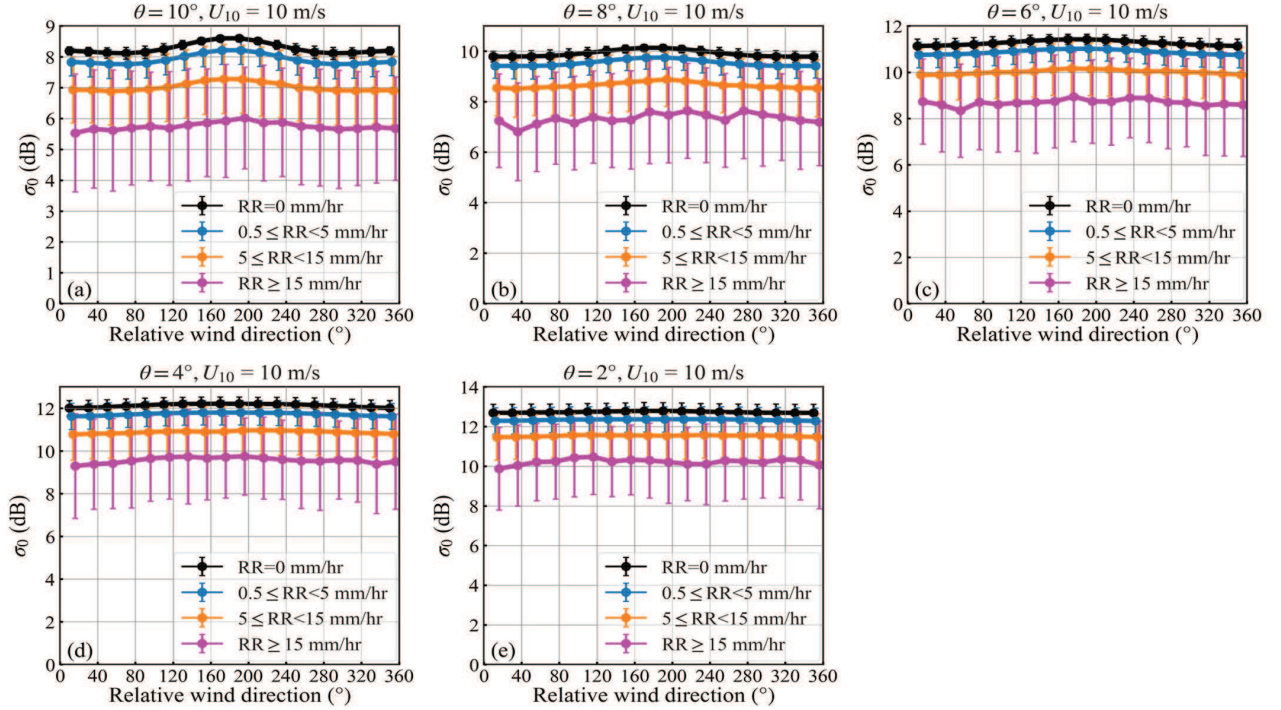 θ = 10°, U10 = 10 m/s
9
8
7
6
5
4
3
2
1
0
σ0 (dB)
RR=0 mm/hr
0.5 ≤ RR<5 mm/hr
5 ≤ RR<15 mm/hr
RR ≥ 15 mm/hr
(a)
0 40 80 120 160 200 240 280 320 360
Relative wind direction (°)
θ = 8°, U10 = 10 m/s
10
8
6
4
2
0
σ0 (dB)
RR=0 mm/hr
0.5 ≤ RR<5 mm/hr
5 ≤ RR<15 mm/hr
RR ≥ 15 mm/hr
(b)
0 40 80 120 160 200 240 280 320 360
Relative wind direction (°)
θ = 6°, U10 = 10 m/s
12
10
8
6
4
2
0
σ0 (dB)
RR=0 mm/hr
0.5 ≤ RR<5 mm/hr
5 ≤ RR<15 mm/hr
RR ≥ 15 mm/hr
(c)
0 40 80 120 160 200 240 280 320 360
Relative wind direction (°)
θ = 4°, U10 = 10 m/s
12
10
8
6
4
2
0
σ0 (dB)
RR=0 mm/hr
0.5 ≤ RR<5 mm/hr
5 ≤ RR<15 mm/hr
RR ≥ 15 mm/hr
(d)
0 40 80 120 160 200 240 280 320 360
Relative wind direction (°)
θ = 2°, U10 = 10 m/s
14
12
10
8
6
4
2
0
σ0 (dB)
RR=0 mm/hr
0.5 ≤ RR<5 mm/hr
5 ≤ RR<15 mm/hr
RR ≥ 15 mm/hr
(e)
0 40 80 120 160 200 240 280 320 360
Relative wind direction (°)